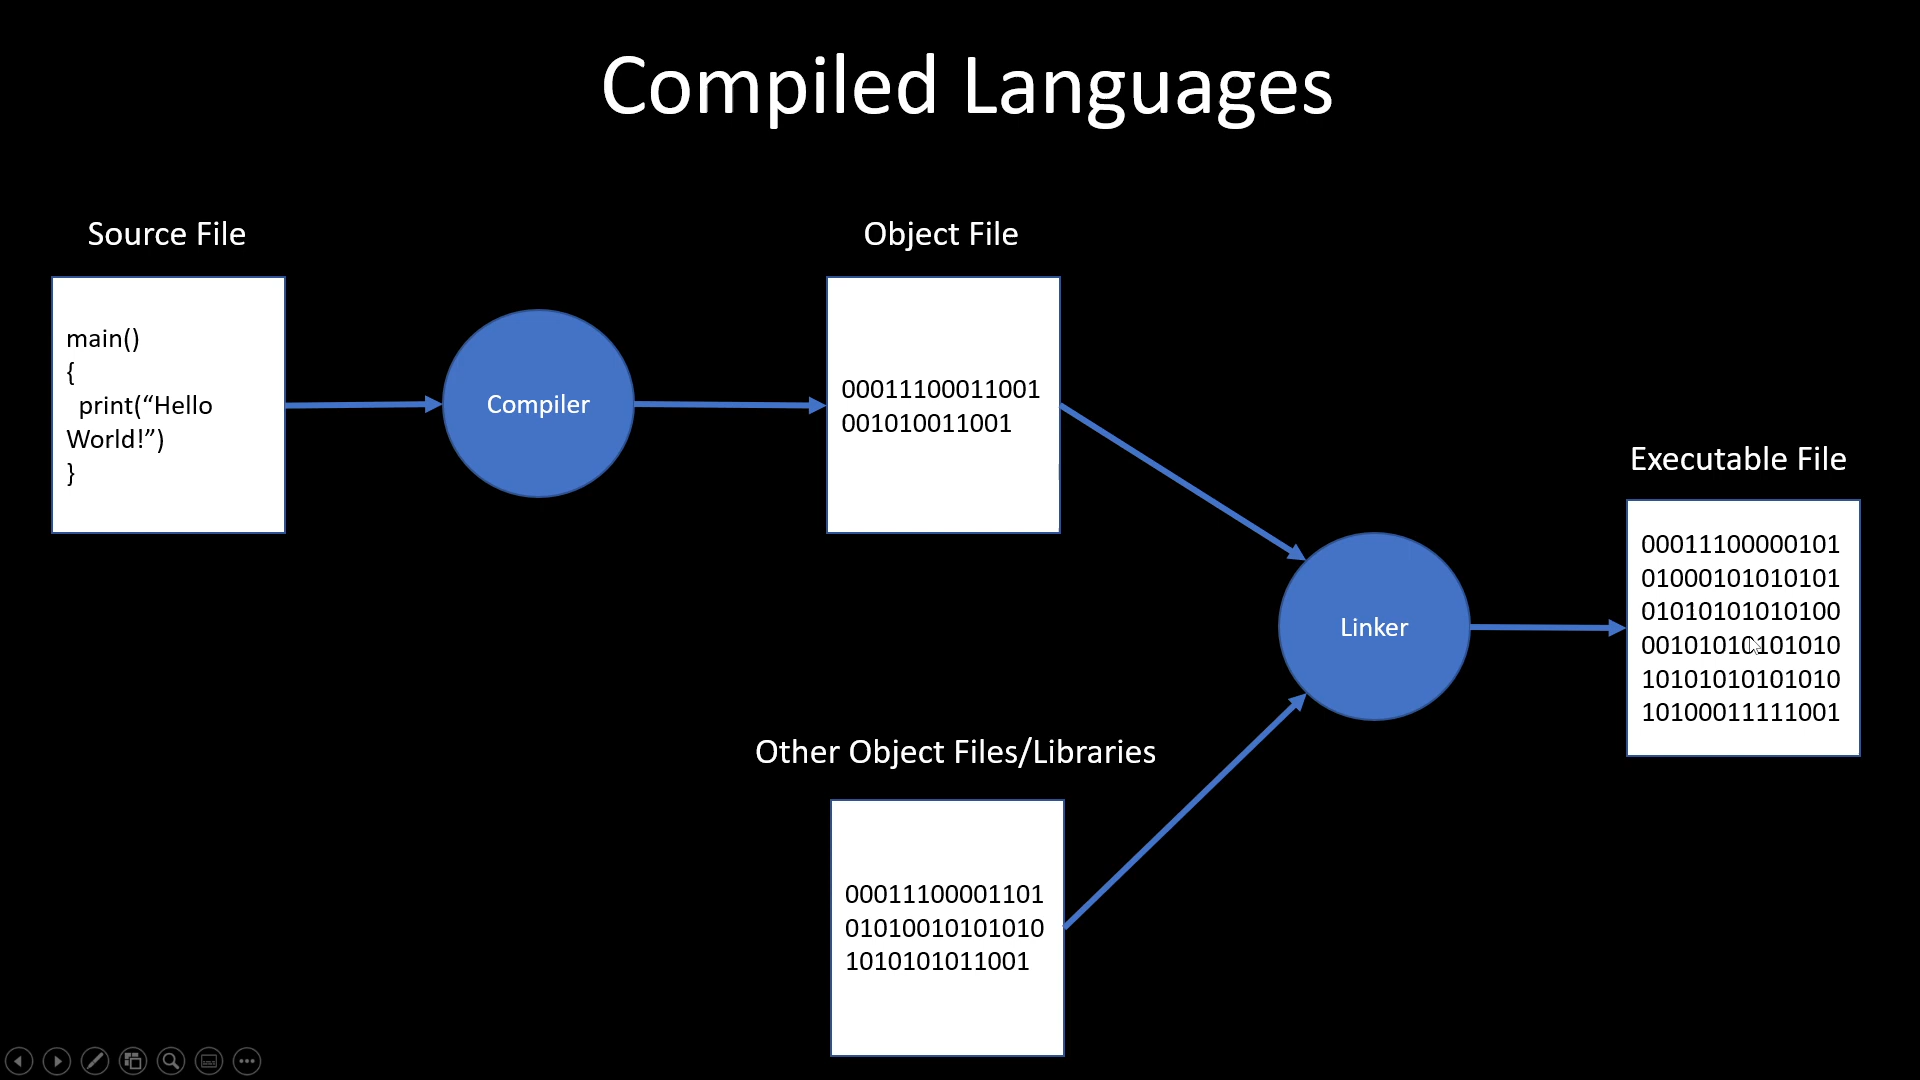 Compiled Languages
Source File
main()
{
print(“Hello
World!”)
}
Compiler
Object File
00011100011001
001010011001
Other Object Files/Libraries
00011100001101
01010010101010
1010101011001
Linker
Executable File
00011100000101
01000101010101
01010101010100
00101010101010
10101010101010
10100011111001